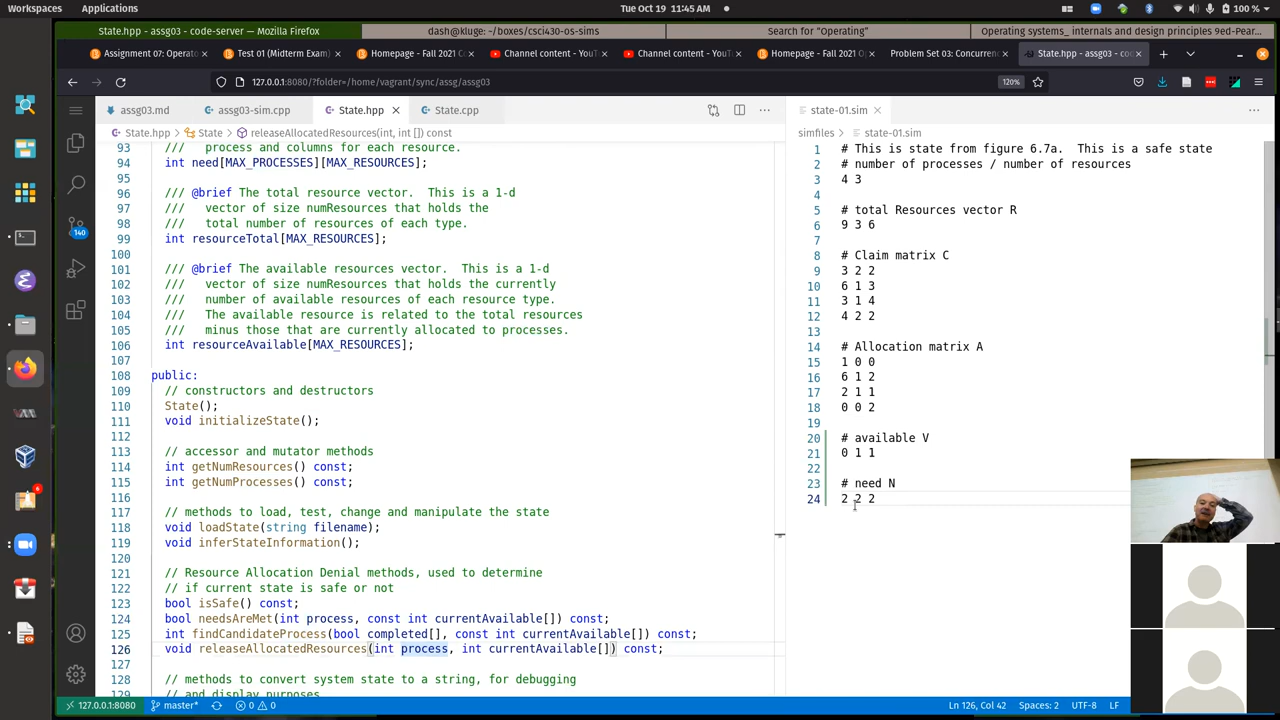 Workspaces Applications Tue Oct 19 11:45 AM 100 %
State.hpp - assg03 - code-server — Mozilla Firefox
dash@kluge: ~/boxes/csci430-os-sims
Search for "Operating"
Operating systems_ internals and design principles 9ed-Pear...
Assignment 07: Operat
Test 01 (Midterm Exam)
Homepage - Fall 2021 C
Channel content - YouT
Channel content - YouT
Homepage - Fall 2021 O
Problem Set 03: Concurrenc
State.hpp - assg03 - cod
127.0.0.1:8080/?folder=/home/vagrant/sync/assg/assg03
120%
assg03.md assg03-sim.cpp State.hpp State.cpp
State.hpp > State > releaseAllocatedResources(int, int []) const
93 /// process and columns for each resource.
94 int need[MAX_PROCESSES][MAX_RESOURCES];
95
96 /// @brief The total resource vector. This is a 1-d
97 /// vector of size numResources that holds the
98 /// total number of resources of each type.
99 int resourceTotal[MAX_RESOURCES];
100
101 /// @brief The available resources vector. This is a 1-d
102 /// vector of size numResources that holds the currently
103 /// number of available resources of each resource type.
104 /// The available resource is related to the total resources
105 /// minus those that are currently allocated to processes.
106 int resourceAvailable[MAX_RESOURCES];
107
108 public:
109 // constructors and destructors
110 State();
111 void initializeState();
112
113 // accessor and mutator methods
114 int getNumResources() const;
115 int getNumProcesses() const;
116
117 // methods to load, test, change and manipulate the state
118 void loadState(string filename);
119 void inferStateInformation();
120
121 // Resource Allocation Denial methods, used to determine
122 // if current state is safe or not
123 bool isSafe() const;
124 bool needsAreMet(int process, const int currentAvailable[]) const;
125 int findCandidateProcess(bool completed[], const int currentAvailable[]) const;
126 void releaseAllocatedResources(int process, int currentAvailable[]) const;
127
128 // methods to convert system state to a string, for debugging
129 // and display purposes
state-01.sim
simfiles > state-01.sim
1 # This is state from figure 6.7a. This is a safe state
2 # number of processes / number of resources
3 4 3
4
5 # total Resources vector R
6 9 3 6
7
8 # Claim matrix C
9 3 2 2
10 6 1 3
11 3 1 4
12 4 2 2
13
14 # Allocation matrix A
15 1 0 0
16 6 1 2
17 2 1 1
18 0 0 2
19
20 # available V
21 0 1 1
22
23 # need N
24 2 2 2
140
127.0.0.1:8080 master* 0 0
Ln 126, Col 42 Spaces: 2 UTF-8 LF